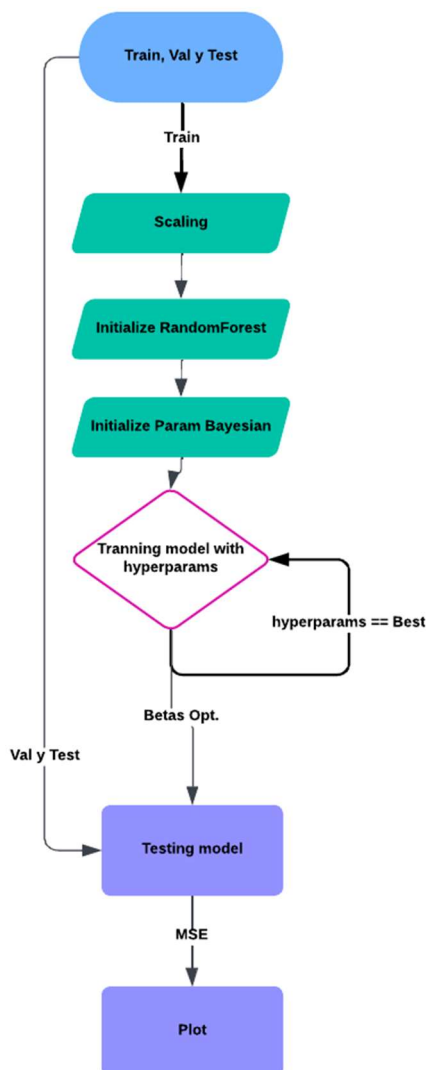 Train, Val y Test
Train
Scaling
Initialize RandomForest
Initialize Param Bayesian
Tranning model with
hyperparams
hyperparams == Best
Betas Opt.
Val y Test
Testing model
MSE
Plot